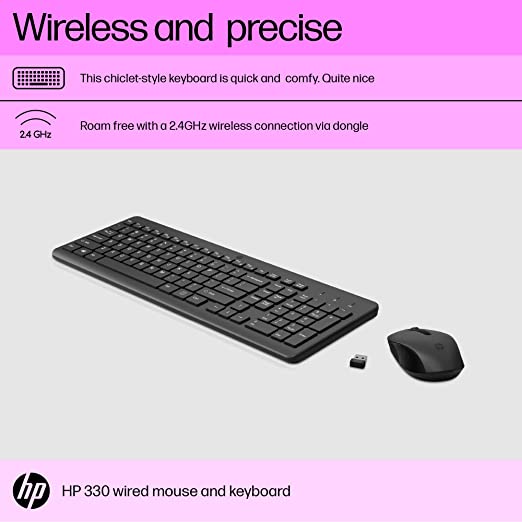 Wireless and precise
This chiclet-style keyboard is quick and comfy. Quite nice
2.4 GHz
Roam free with a 2.4GHz wireless connection via dongle
hp
HP 330 wired mouse and keyboard